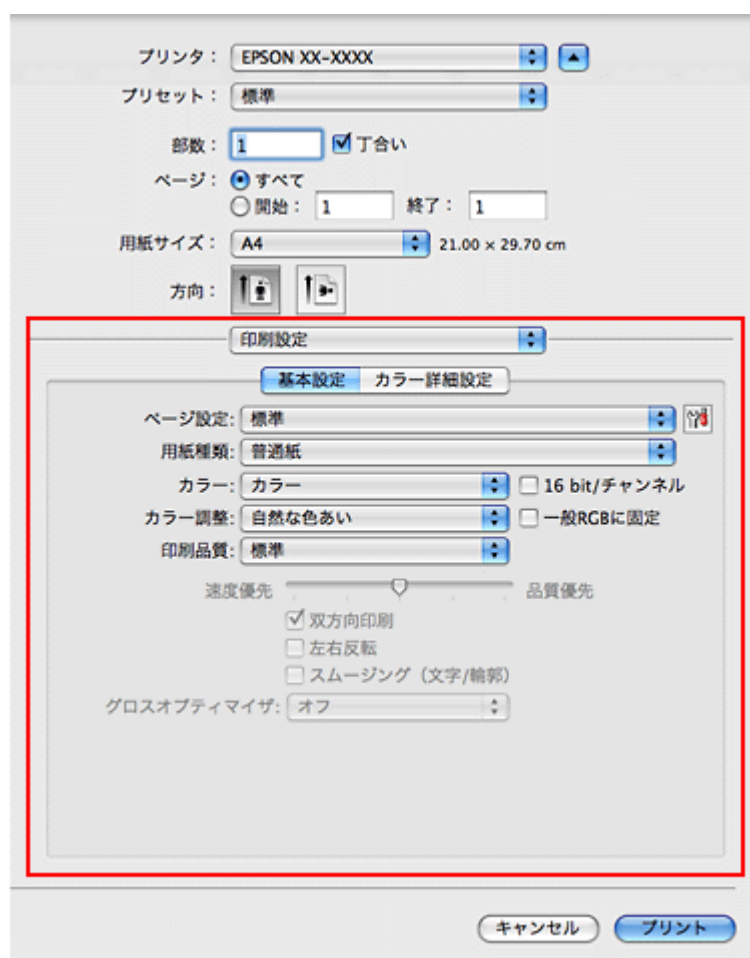 プリンタ： EPSON XX-XXXX
プリセット： 標準
部数： 1 丁合い
ページ： すべて
開始： 1 終了： 1
用紙サイズ： A4 21.00 × 29.70 cm
方向：
印刷設定
基本設定 カラー詳細設定
ページ設定: 標準
用紙種類: 普通紙
カラー: カラー 16 bit/チャンネル
カラー調整: 自然な色あい 一般RGBに固定
印刷品質: 標準
速度優先 品質優先
双方向印刷
左右反転
スムージング（文字/輪郭）
グロスオプティマイザ: オフ
キャンセル プリント